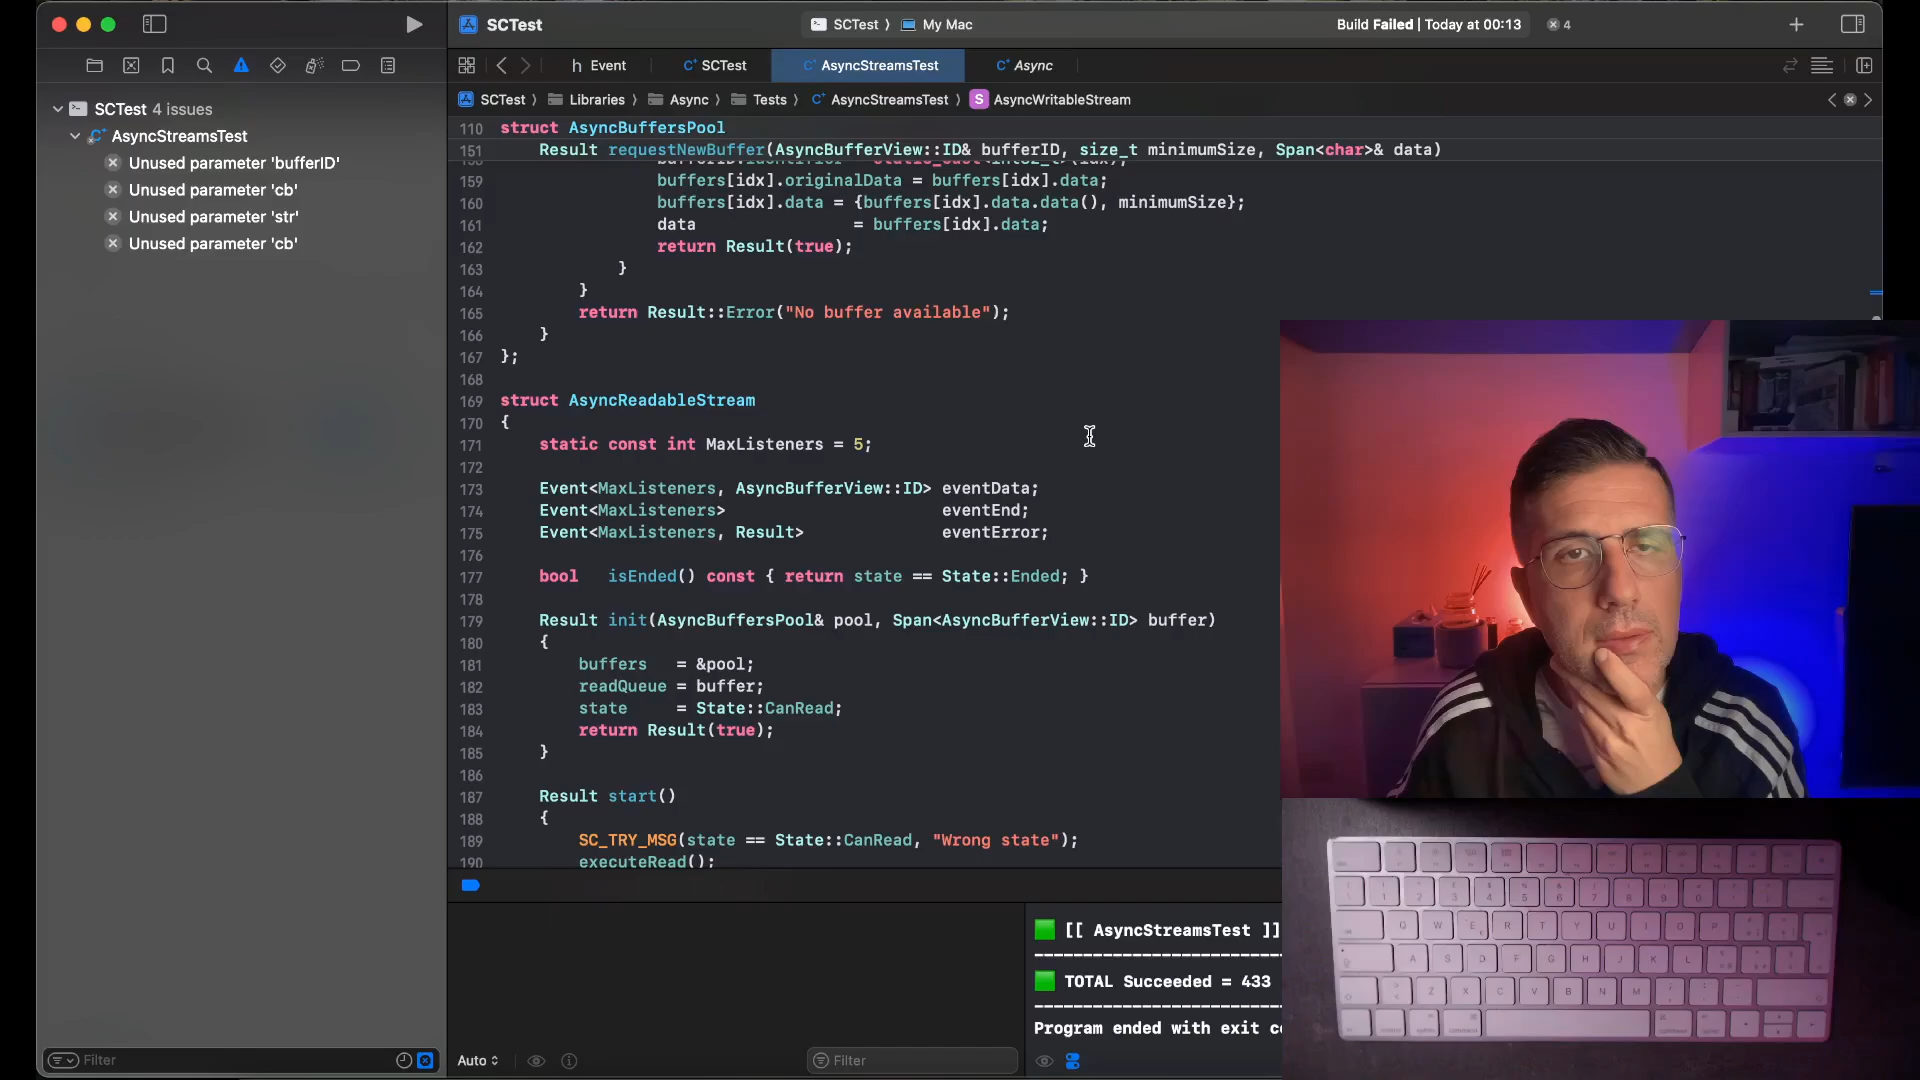 SCTest
SCTest 〉 My Mac
Build Failed | Today at 00:13
4
Event
SCTest
AsyncStreamsTest
Async
SCTest 〉 Libraries 〉 Async 〉 Tests 〉 AsyncStreamsTest 〉 S AsyncWritableStream
SCTest 4 issues
AsyncStreamsTest
Unused parameter 'bufferID'
Unused parameter 'cb'
Unused parameter 'str'
Unused parameter 'cb'
110 struct AsyncBuffersPool
151 Result requestNewBuffer(AsyncBufferView::ID& bufferID, size_t minimumSize, Span<char>& data)
159 buffers[idx].originalData = buffers[idx].data;
160 buffers[idx].data = {buffers[idx].data.data(), minimumSize};
161 data = buffers[idx].data;
162 return Result(true);
163 }
164 }
165 return Result::Error("No buffer available");
166 }
167 };
168
169 struct AsyncReadableStream
170 {
171 static const int MaxListeners = 5;
172
173 Event<MaxListeners, AsyncBufferView::ID> eventData;
174 Event<MaxListeners> eventEnd;
175 Event<MaxListeners, Result> eventError;
176
177 bool isEnded() const { return state == State::Ended; }
178
179 Result init(AsyncBuffersPool& pool, Span<AsyncBufferView::ID> buffer)
180 {
181 buffers = &pool;
182 readQueue = buffer;
183 state = State::CanRead;
184 return Result(true);
185 }
186
187 Result start()
188 {
189 SC_TRY_MSG(state == State::CanRead, "Wrong state");
190 executeRead();
[[ AsyncStreamsTest ]]
TOTAL Succeeded = 433
Program ended with exit
Filter
Auto
Filter